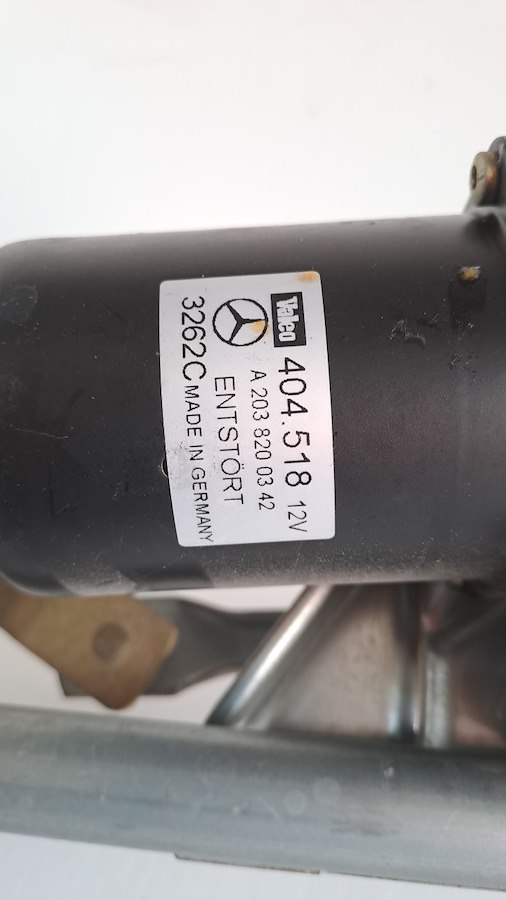 Valeo 404.518 12V
A 203 820 03 42
ENTSTÖRT
3262C MADE IN GERMANY